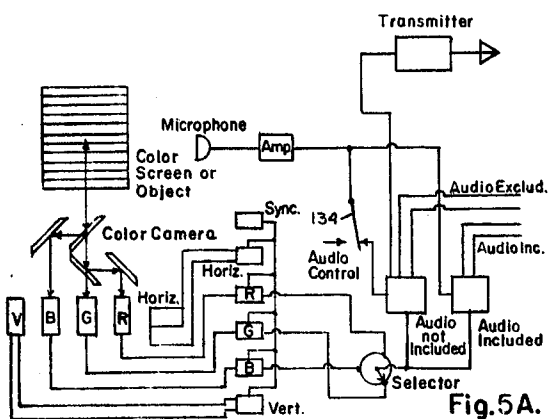 Transmitter
Microphone
Amp
Color
Screen or
Object
Audio Exclud.
Sync.
134
Color Camera
Audio
Control
Audio Inc.
Horiz.
Horiz.
R
V
B
G
R
G
Audio
not
Included
Audio
Included
B
Selector
Vert.
Fig. 5A.